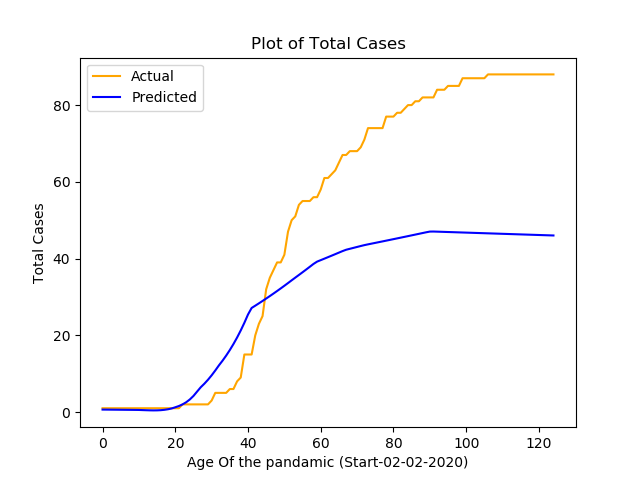 Plot of Total Cases
Actual
Predicted
80
60
40
20
0
Total Cases
0 20 40 60 80 100 120
Age Of the pandamic (Start-02-02-2020)